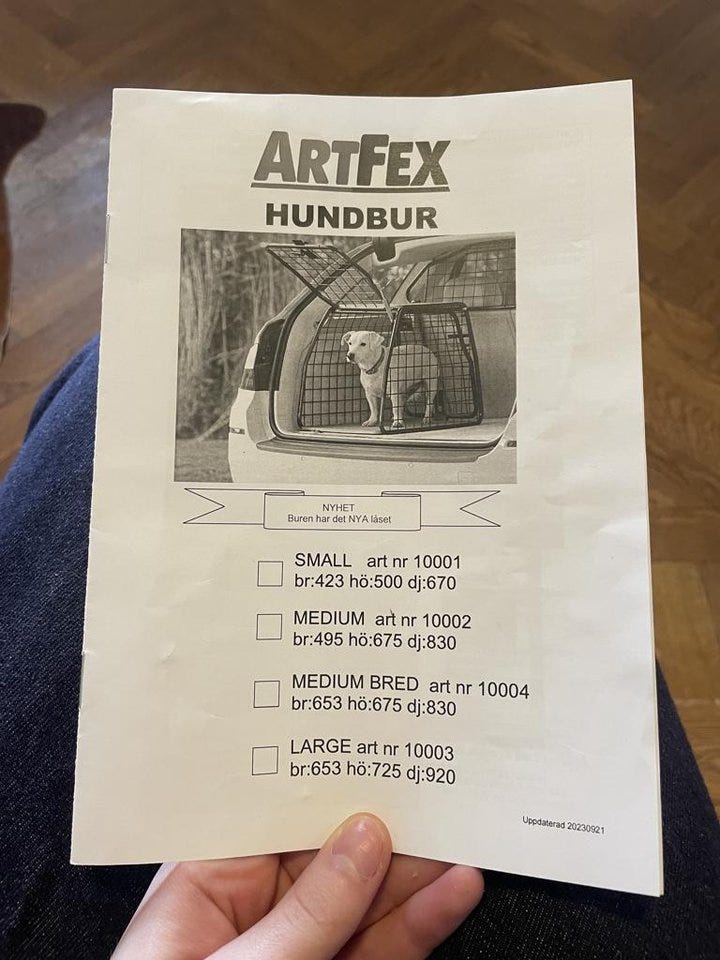 ARTFEX
HUNDBUR
NYHET
Buren har det NYA låset
SMALL art nr 10001
br:423 hö:500 dj:670
MEDIUM art nr 10002
br:495 hö:675 dj:830
MEDIUM BRED art nr 10004
br:653 hö:675 dj:830
LARGE art nr 10003
br:653 hö:725 dj:920
Uppdaterad 20230921